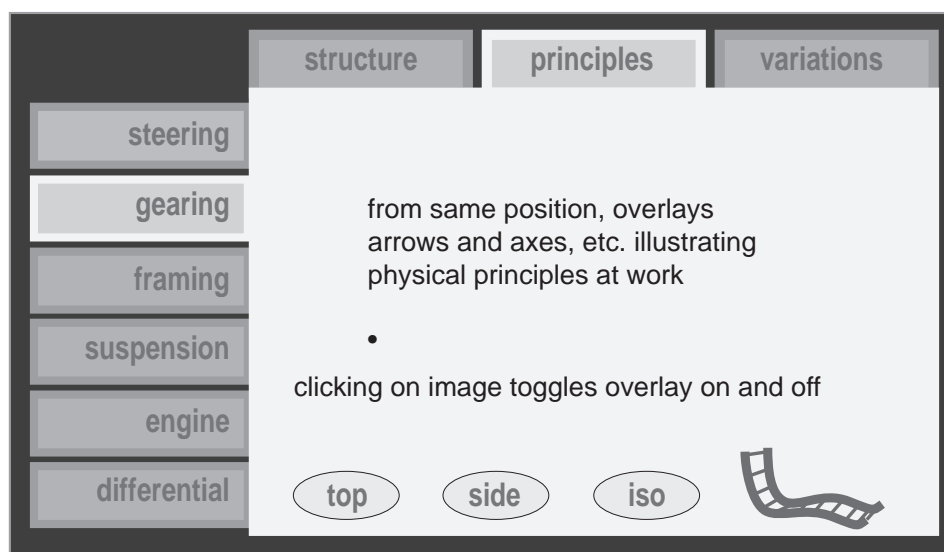 structure
principles
variations
steering
gearing
framing
suspension
engine
differential
from same position, overlays
arrows and axes, etc. illustrating
physical principles at work
•
clicking on image toggles overlay on and off
top
side
iso